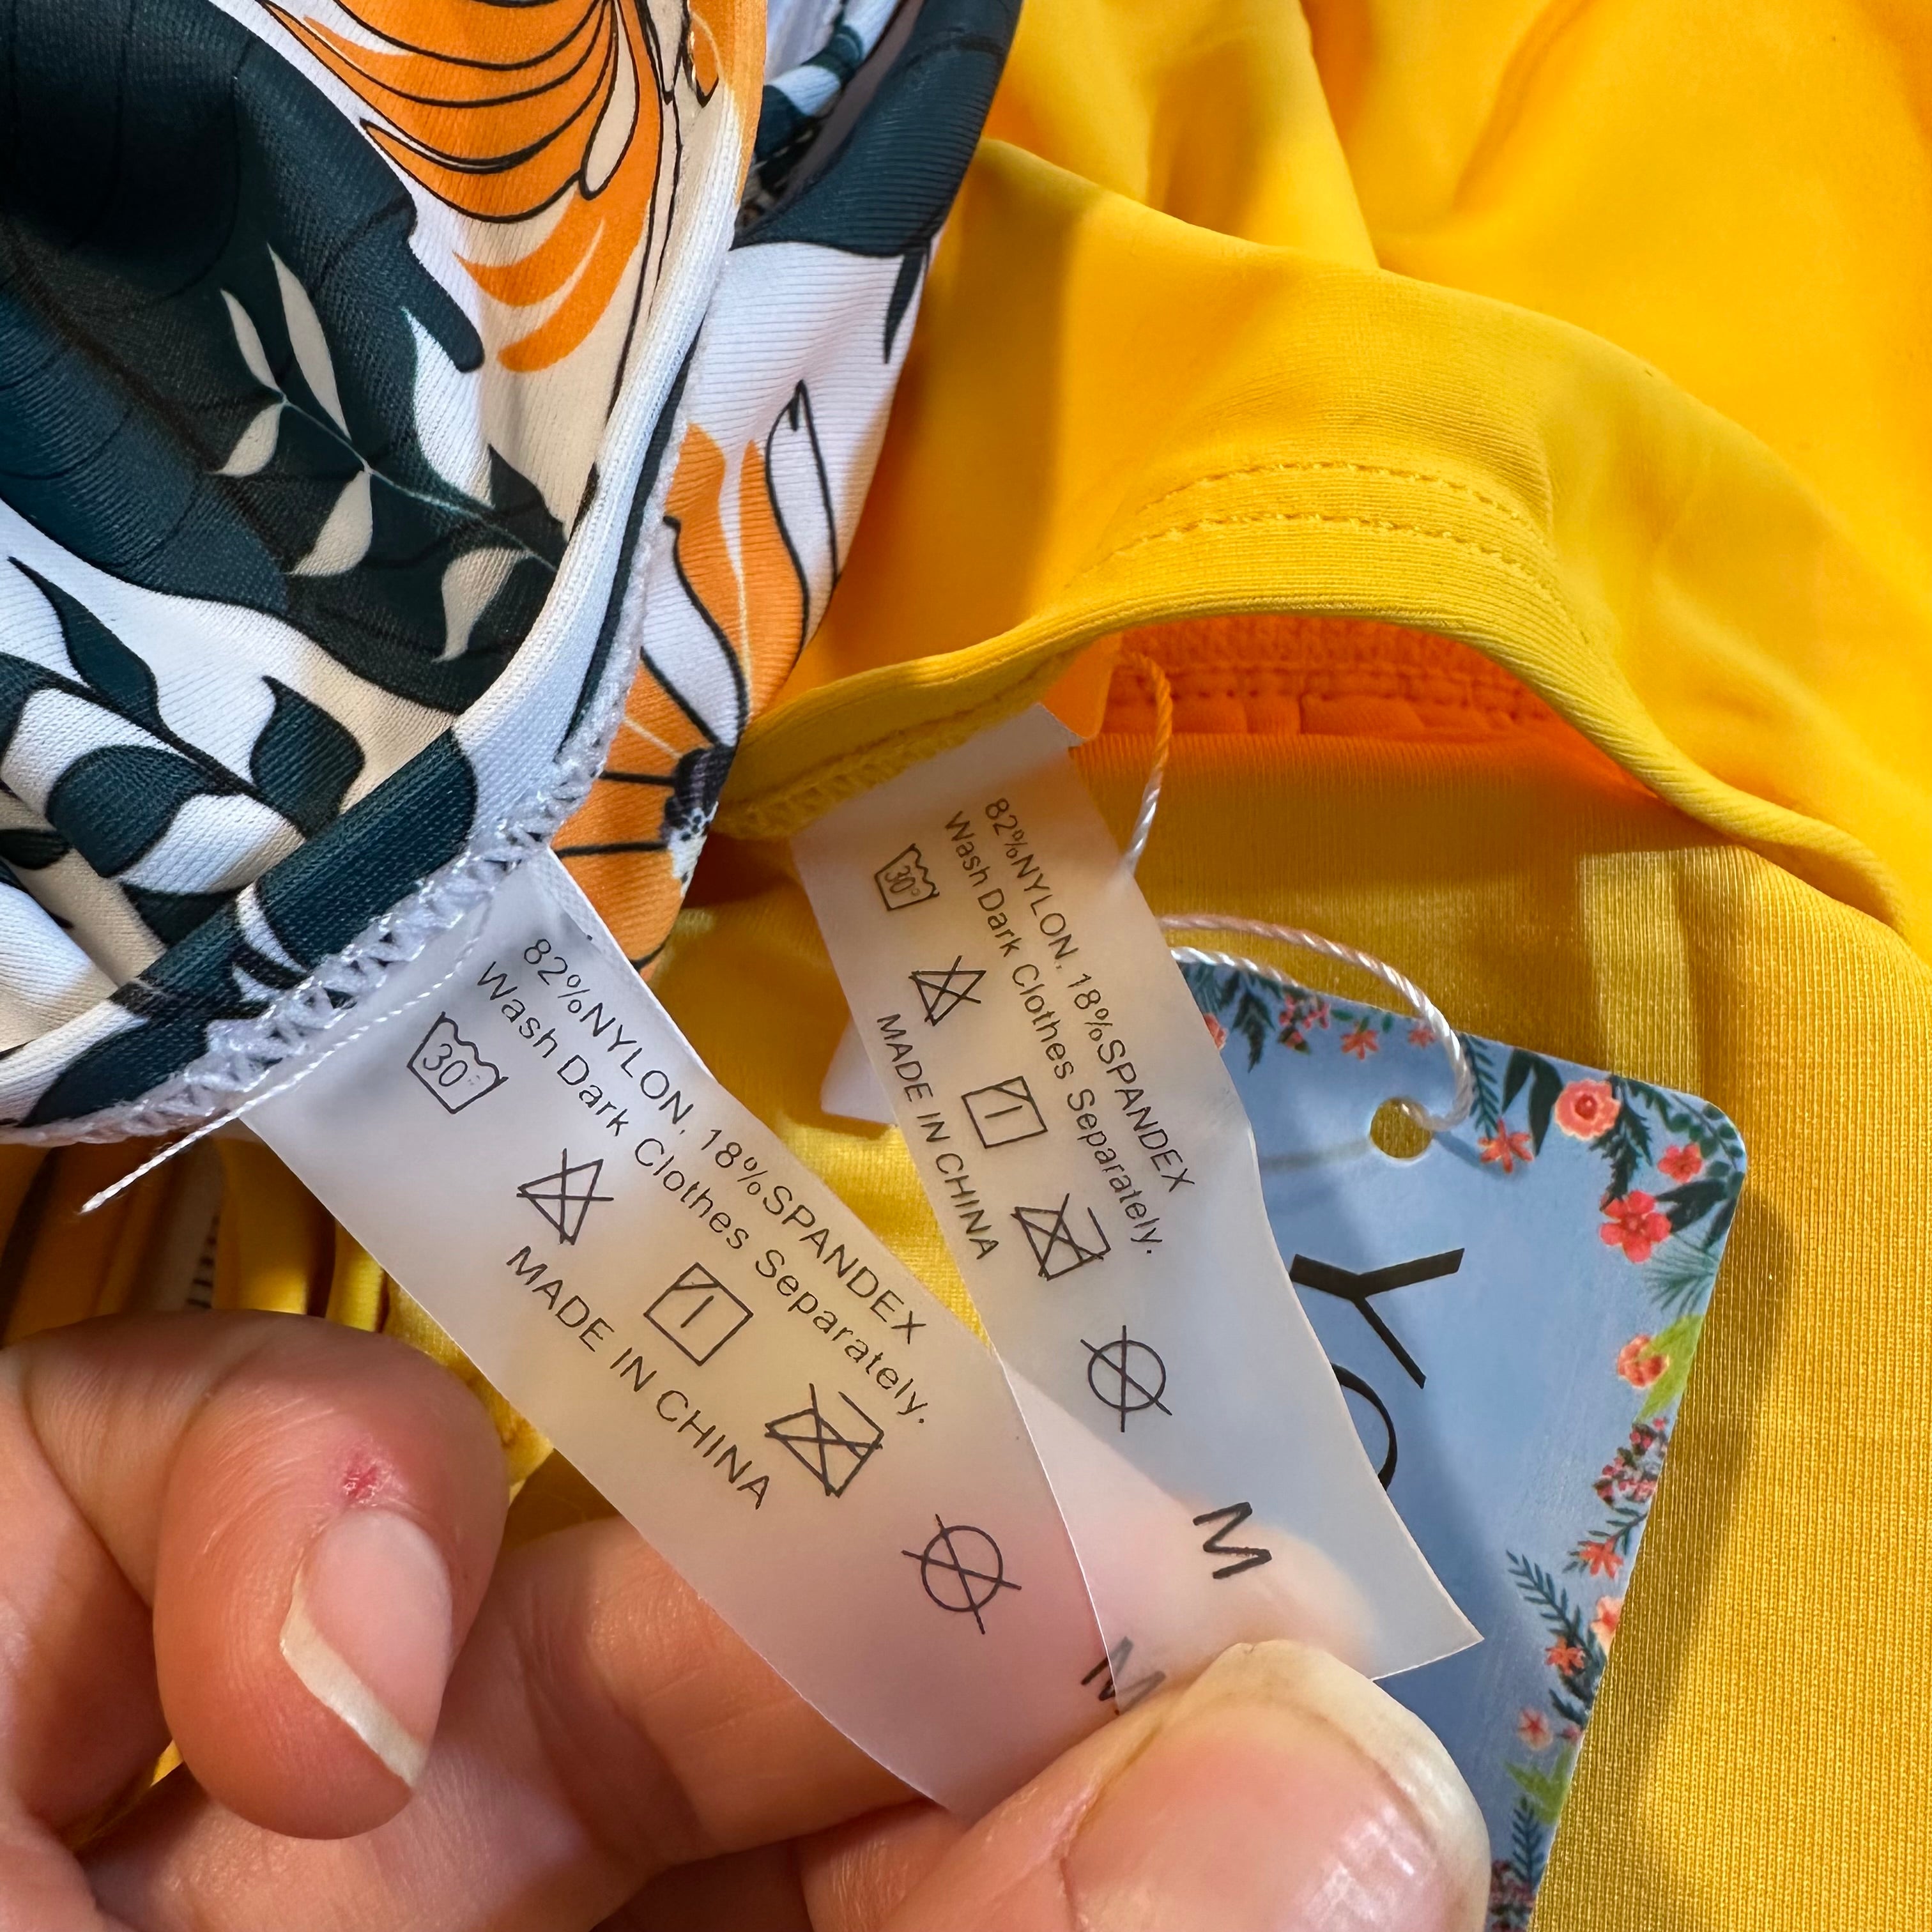 82%NYLON, 18%SPANDEX
Wash Dark Clothes Separately.
30°
MADE IN CHINA
M
82%NYLON, 18%SPANDEX
Wash Dark Clothes Separately.
30°
MADE IN CHINA
M